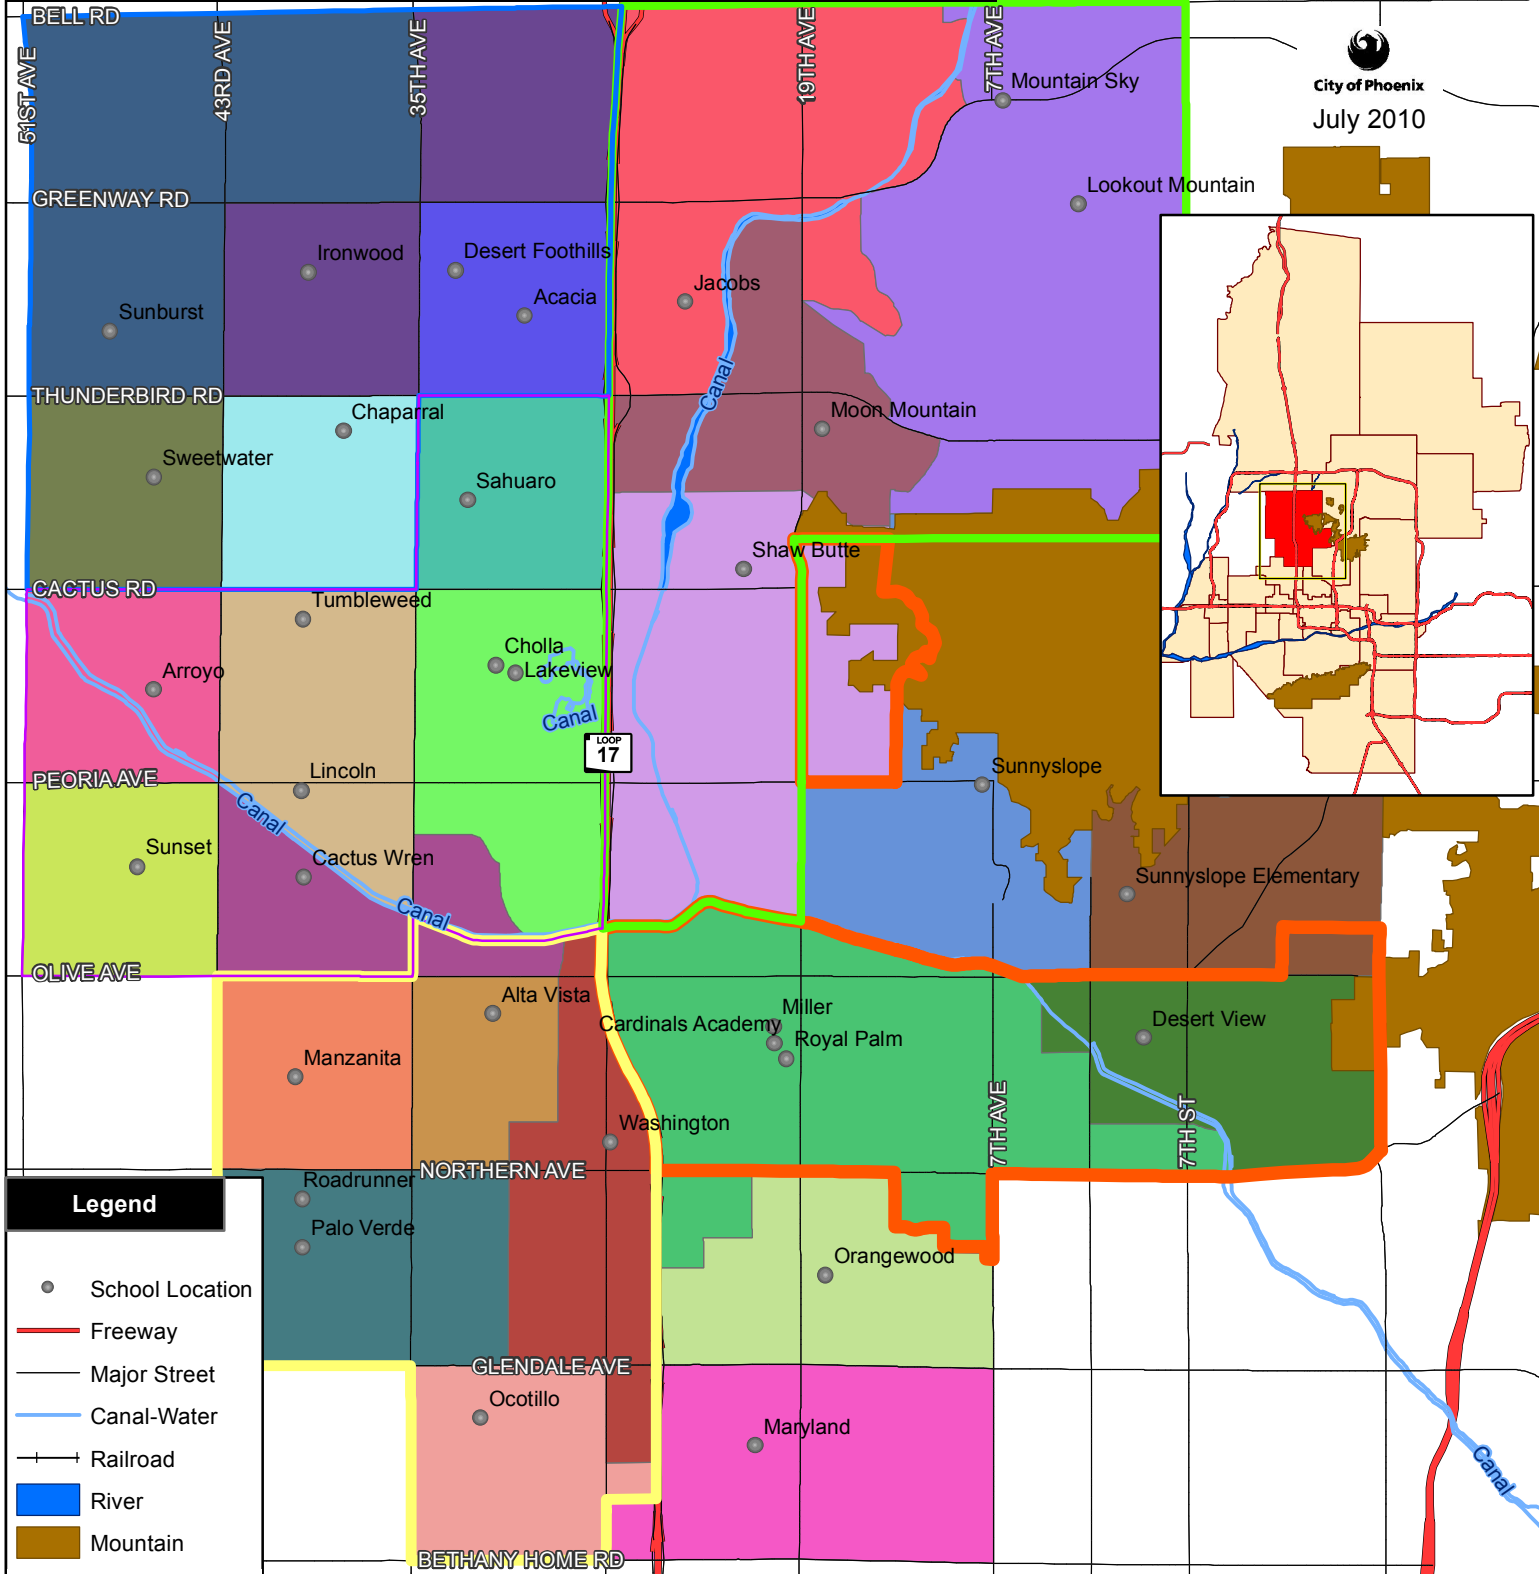 BELL RD
51ST AVE
43RD AVE
35TH AVE
19TH AVE
7TH AVE
Mountain Sky
City of Phoenix
July 2010
Lookout Mountain
GREENWAY RD
Ironwood
Desert Foothills
Acacia
Jacobs
Sunburst
Canal
THUNDERBIRD RD
Chaparral
Moon Mountain
Sweetwater
Sahuaro
Shaw Butte
CACTUS RD
Tumbleweed
Cholla
Lakeview
Arroyo
Canal
LOOP
17
PEORIA AVE
Lincoln
Sunnyslope
Canal
Sunset
Cactus Wren
Sunnyslope Elementary
Canal
OLIVE AVE
Alta Vista
Miller
Cardinals Academy
Royal Palm
Desert View
Manzanita
Washington
7TH AVE
7TH ST
NORTHERN AVE
Roadrunner
Palo Verde
Orangewood
GLENDALE AVE
Ocotillo
Maryland
Canal
BETHANY HOME RD
Legend
School Location
Freeway
Major Street
Canal-Water
Railroad
River
Mountain